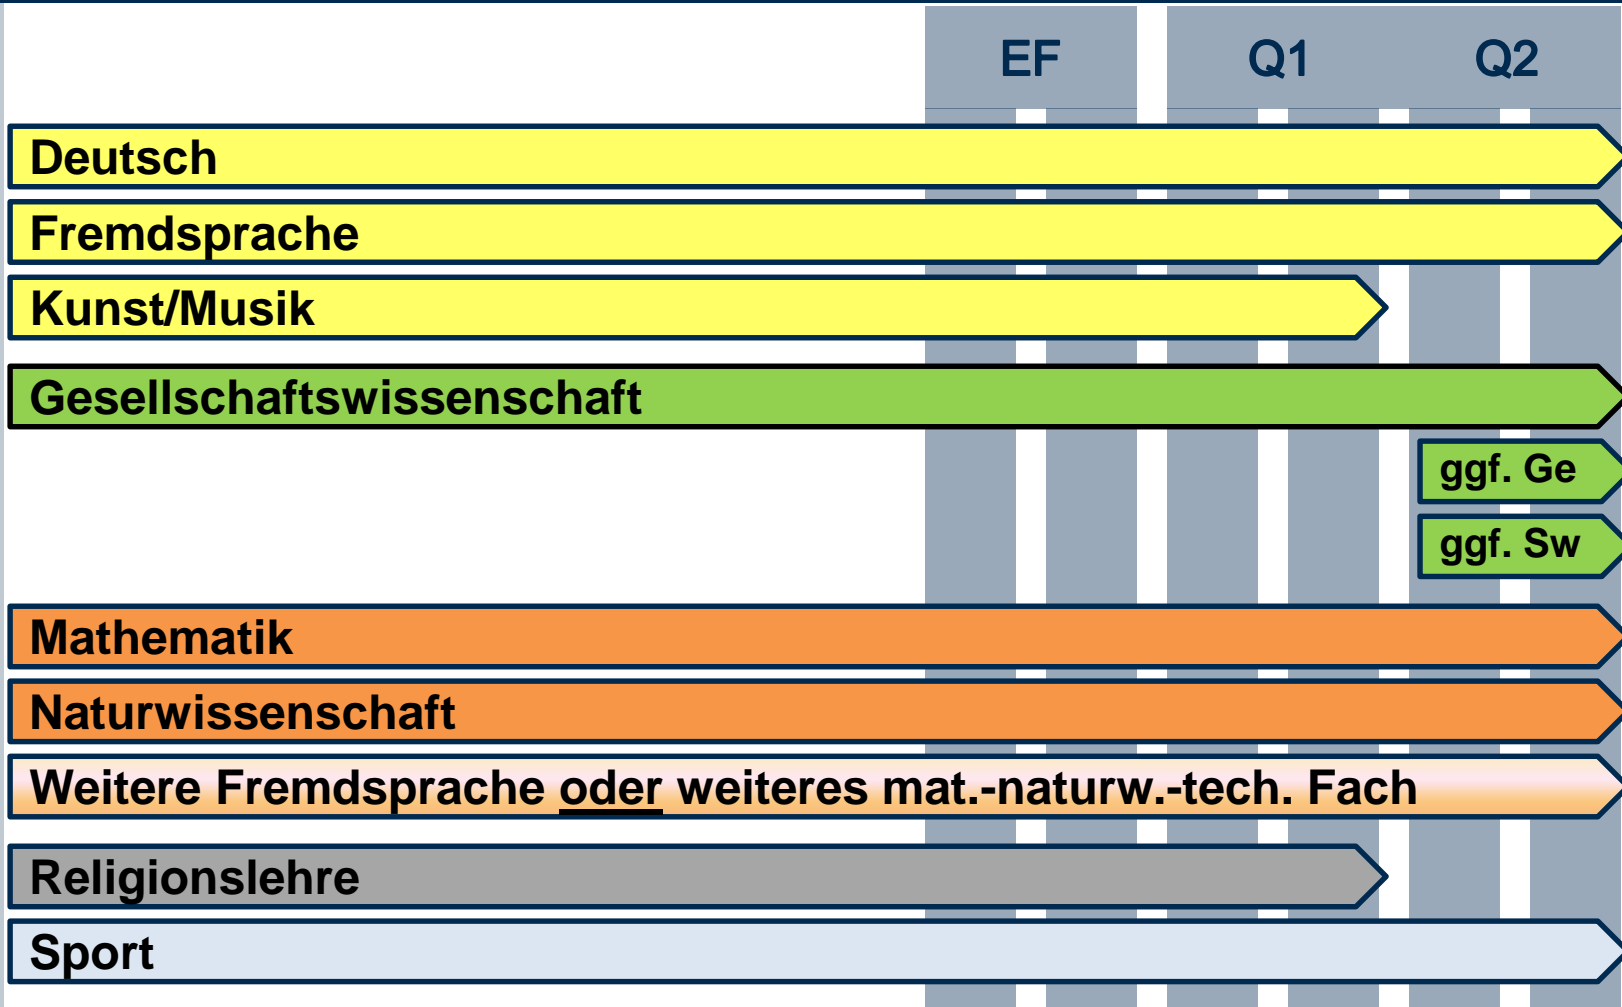 EF Q1 Q2
Deutsch
Fremdsprache
Kunst/Musik
Gesellschaftswissenschaft
ggf. Ge
ggf. Sw
Mathematik
Naturwissenschaft
Weitere Fremdsprache oder weiteres mat.-naturw.-tech. Fach
Religionslehre
Sport